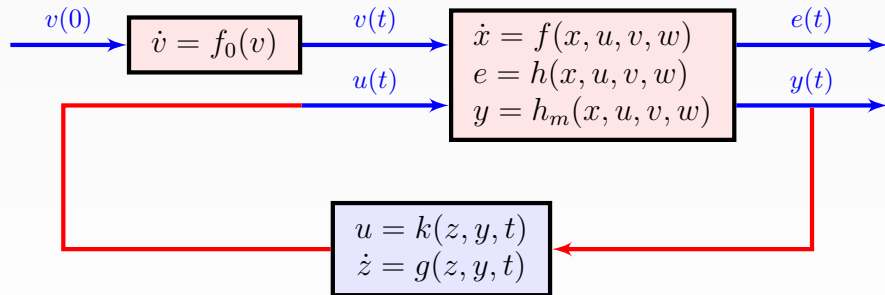 v(0)
v̇ = f₀(v)
v(t)
u(t)
ẋ = f(x, u, v, w)
e = h(x, u, v, w)
y = hₘ(x, u, v, w)
e(t)
y(t)
u = k(z, y, t)
ż = g(z, y, t)